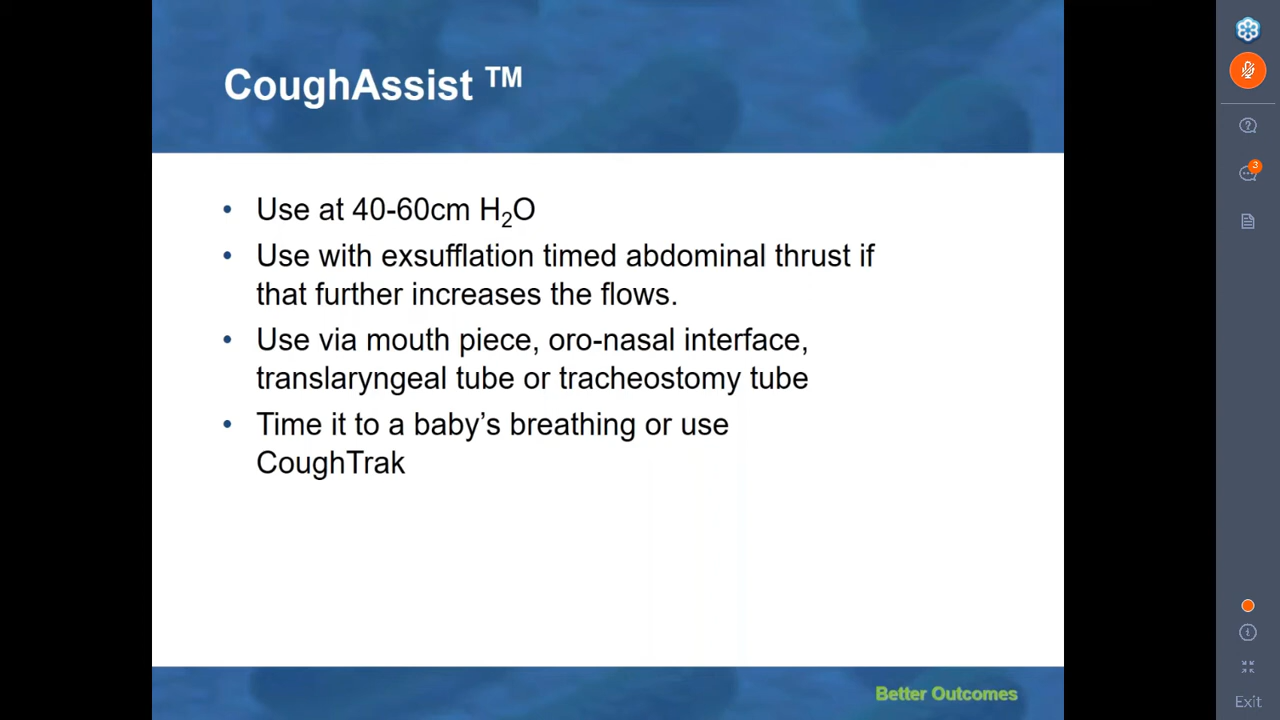 CoughAssist ™
• Use at 40-60cm H₂O
• Use with exsufflation timed abdominal thrust if
that further increases the flows.
• Use via mouth piece, oro-nasal interface,
translaryngeal tube or tracheostomy tube
• Time it to a baby’s breathing or use
CoughTrak
Better Outcomes
3
Exit